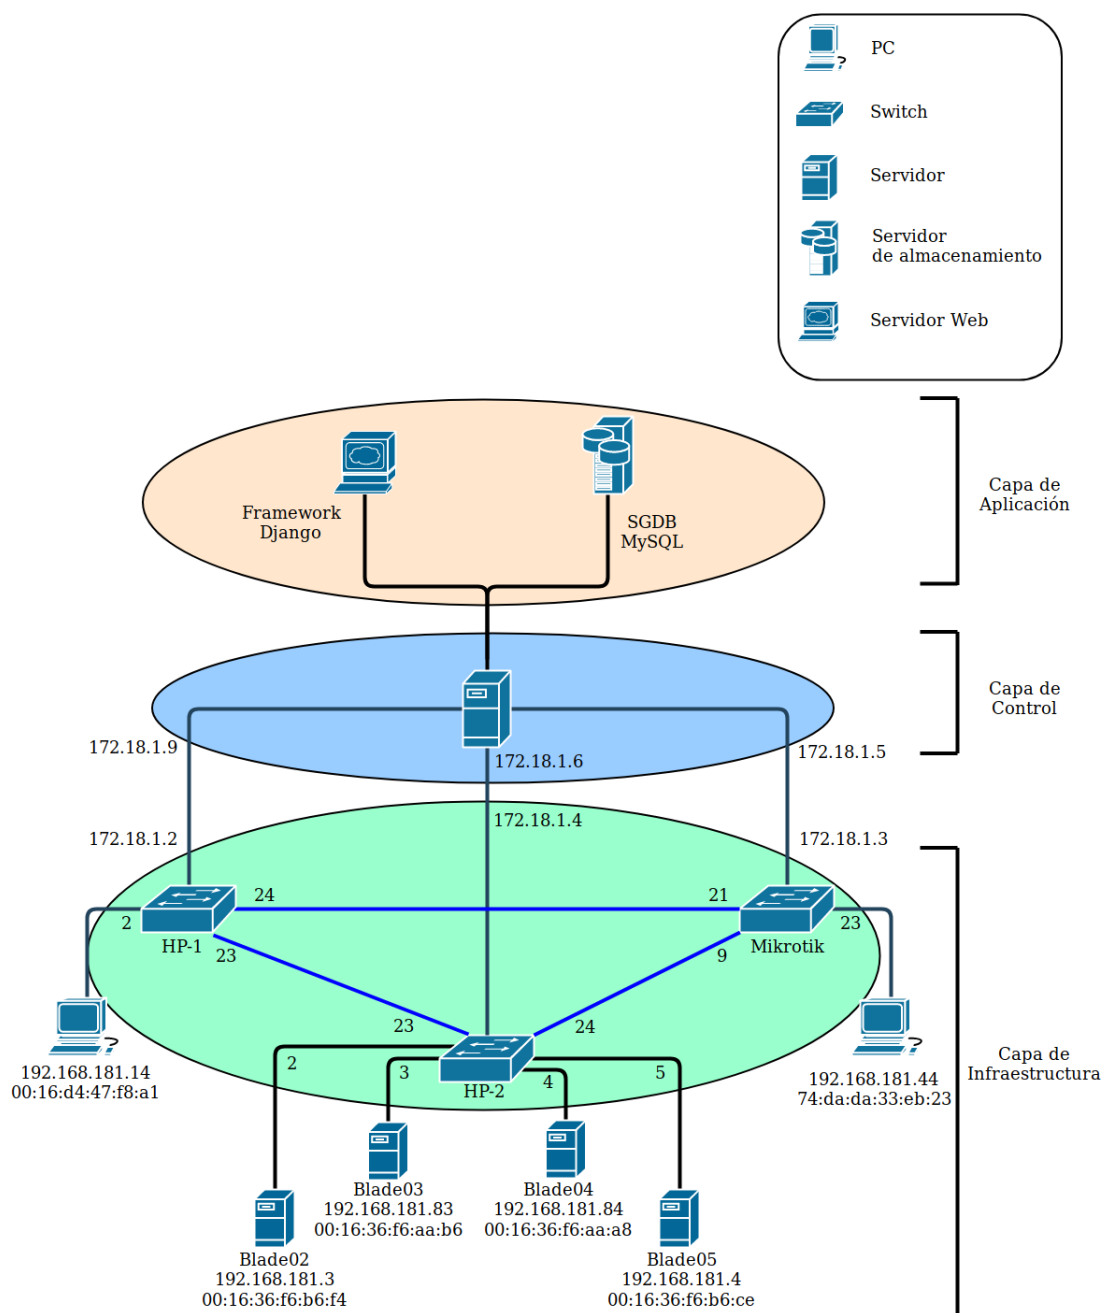 PC
Switch
Servidor
Servidor
de almacenamiento
Servidor Web
Framework
Django
SGDB
MySQL
Capa de
Aplicación
Capa de
Control
172.18.1.9
172.18.1.6
172.18.1.5
172.18.1.2
172.18.1.4
172.18.1.3
24
21
2
23
HP-1
Mikrotik
23
9
23
24
2
3
4
5
HP-2
192.168.181.14
00:16:d4:47:f8:a1
192.168.181.44
74:da:da:33:eb:23
Capa de
Infraestructura
Blade03
192.168.181.83
00:16:36:f6:aa:b6
Blade04
192.168.181.84
00:16:36:f6:aa:a8
Blade02
192.168.181.3
00:16:36:f6:b6:f4
Blade05
192.168.181.4
00:16:36:f6:b6:ce